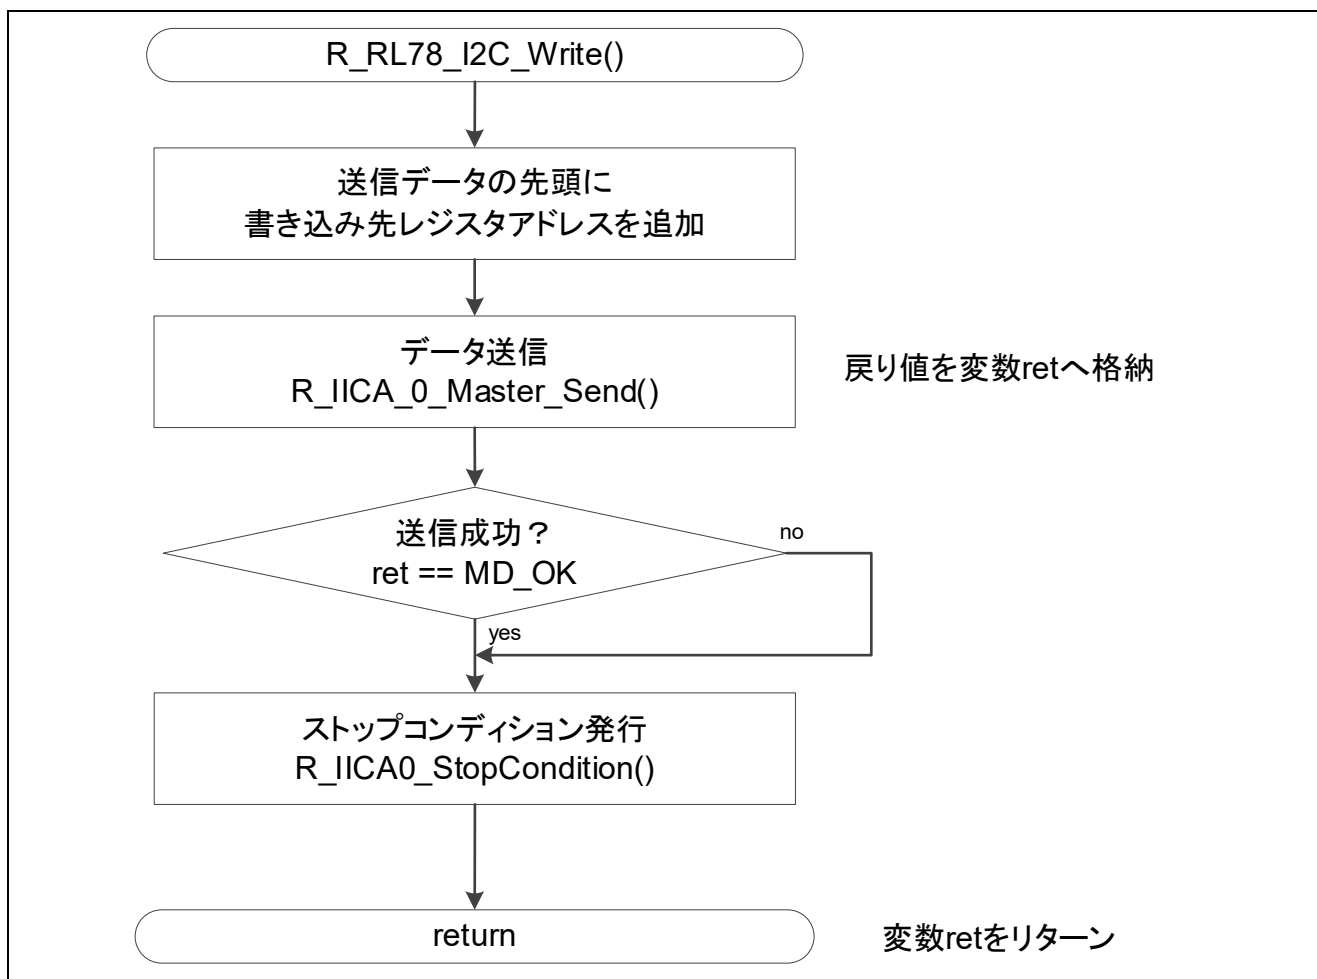 R_RL78_I2C_Write()
送信データの先頭に
書き込み先レジスタアドレスを追加
データ送信
R_IICA_0_Master_Send()
戻り値を変数retへ格納
送信成功？
ret == MD_OK
no
yes
ストップコンディション発行
R_IICA0_StopCondition()
return
変数retをリターン